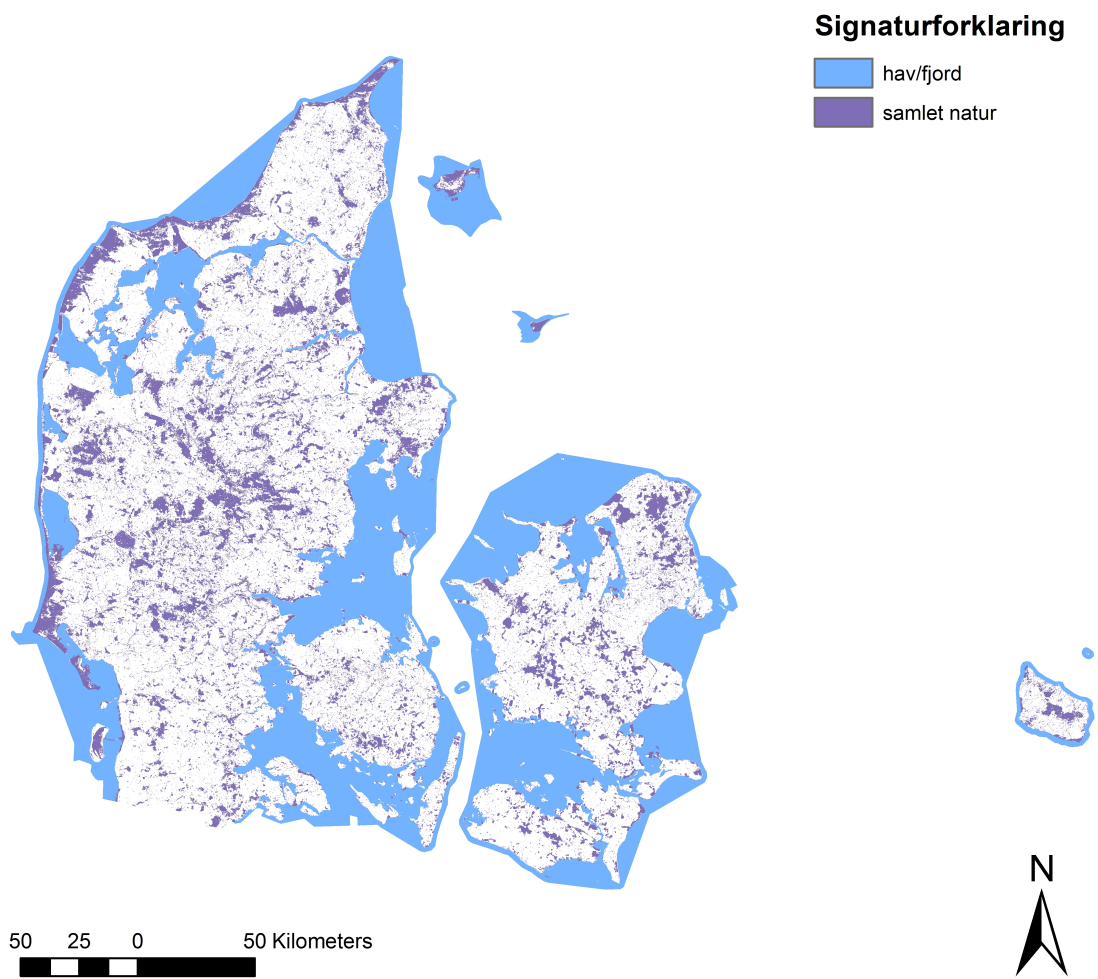 Signaturforklaring
hav/fjord
samlet natur
N
50 25 0 50 Kilometers